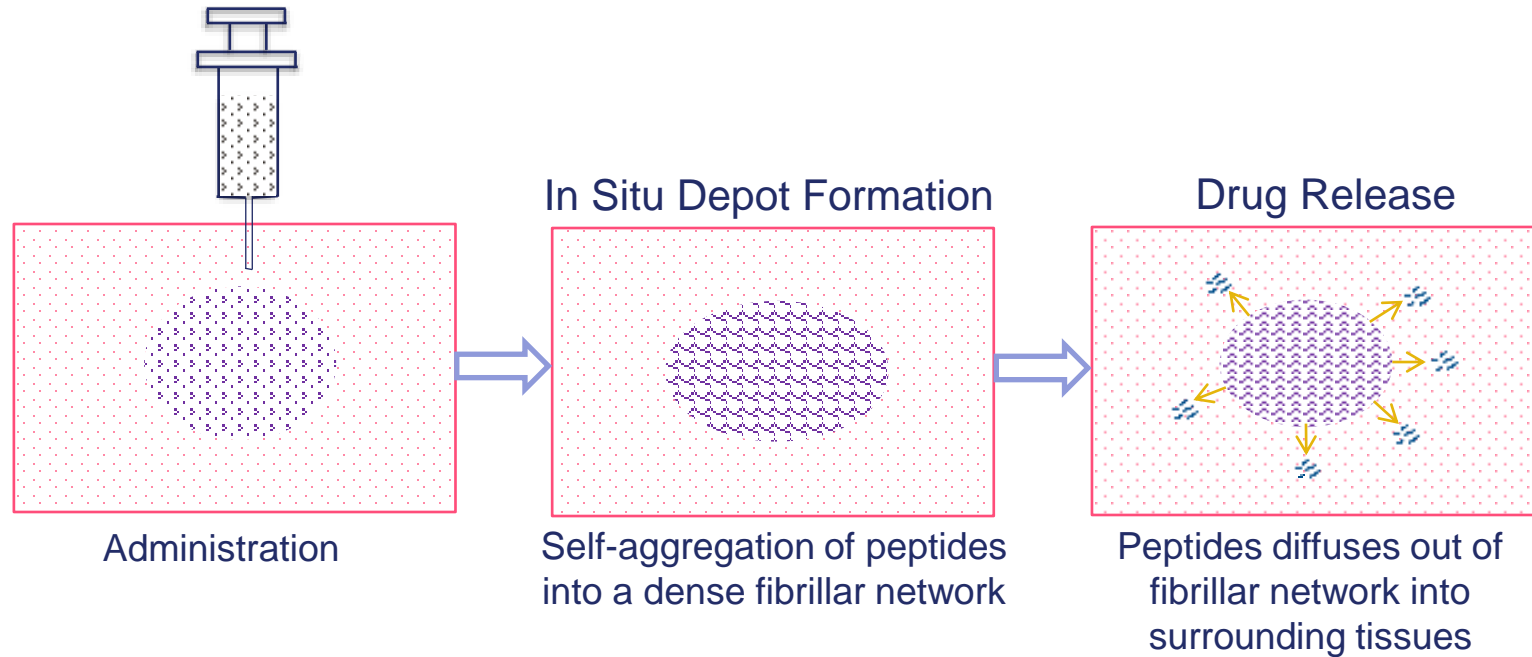 Administration
In Situ Depot Formation
Self-aggregation of peptides
into a dense fibrillar network
Drug Release
Peptides diffuses out of
fibrillar network into
surrounding tissues